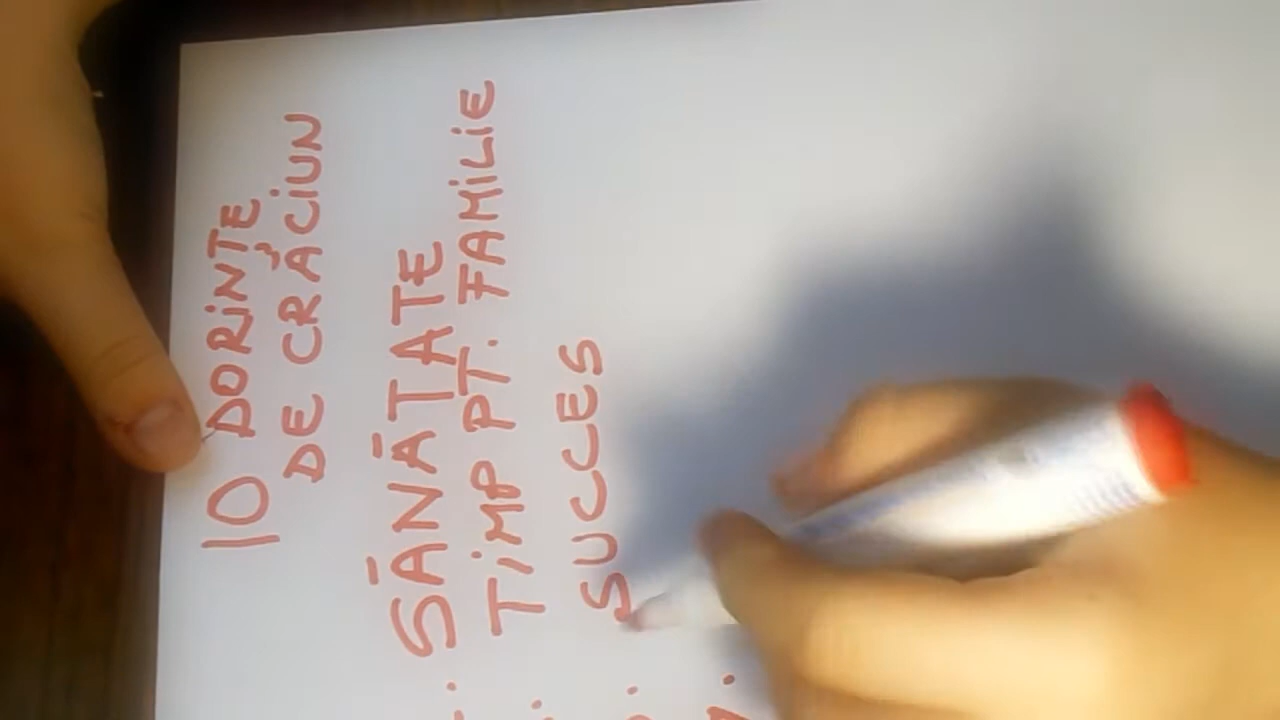 10 DORINȚE
DE CRĂCIUN
. SĂNĂTATE
. TIMP PT. FAMILIE
. SUCCES
.